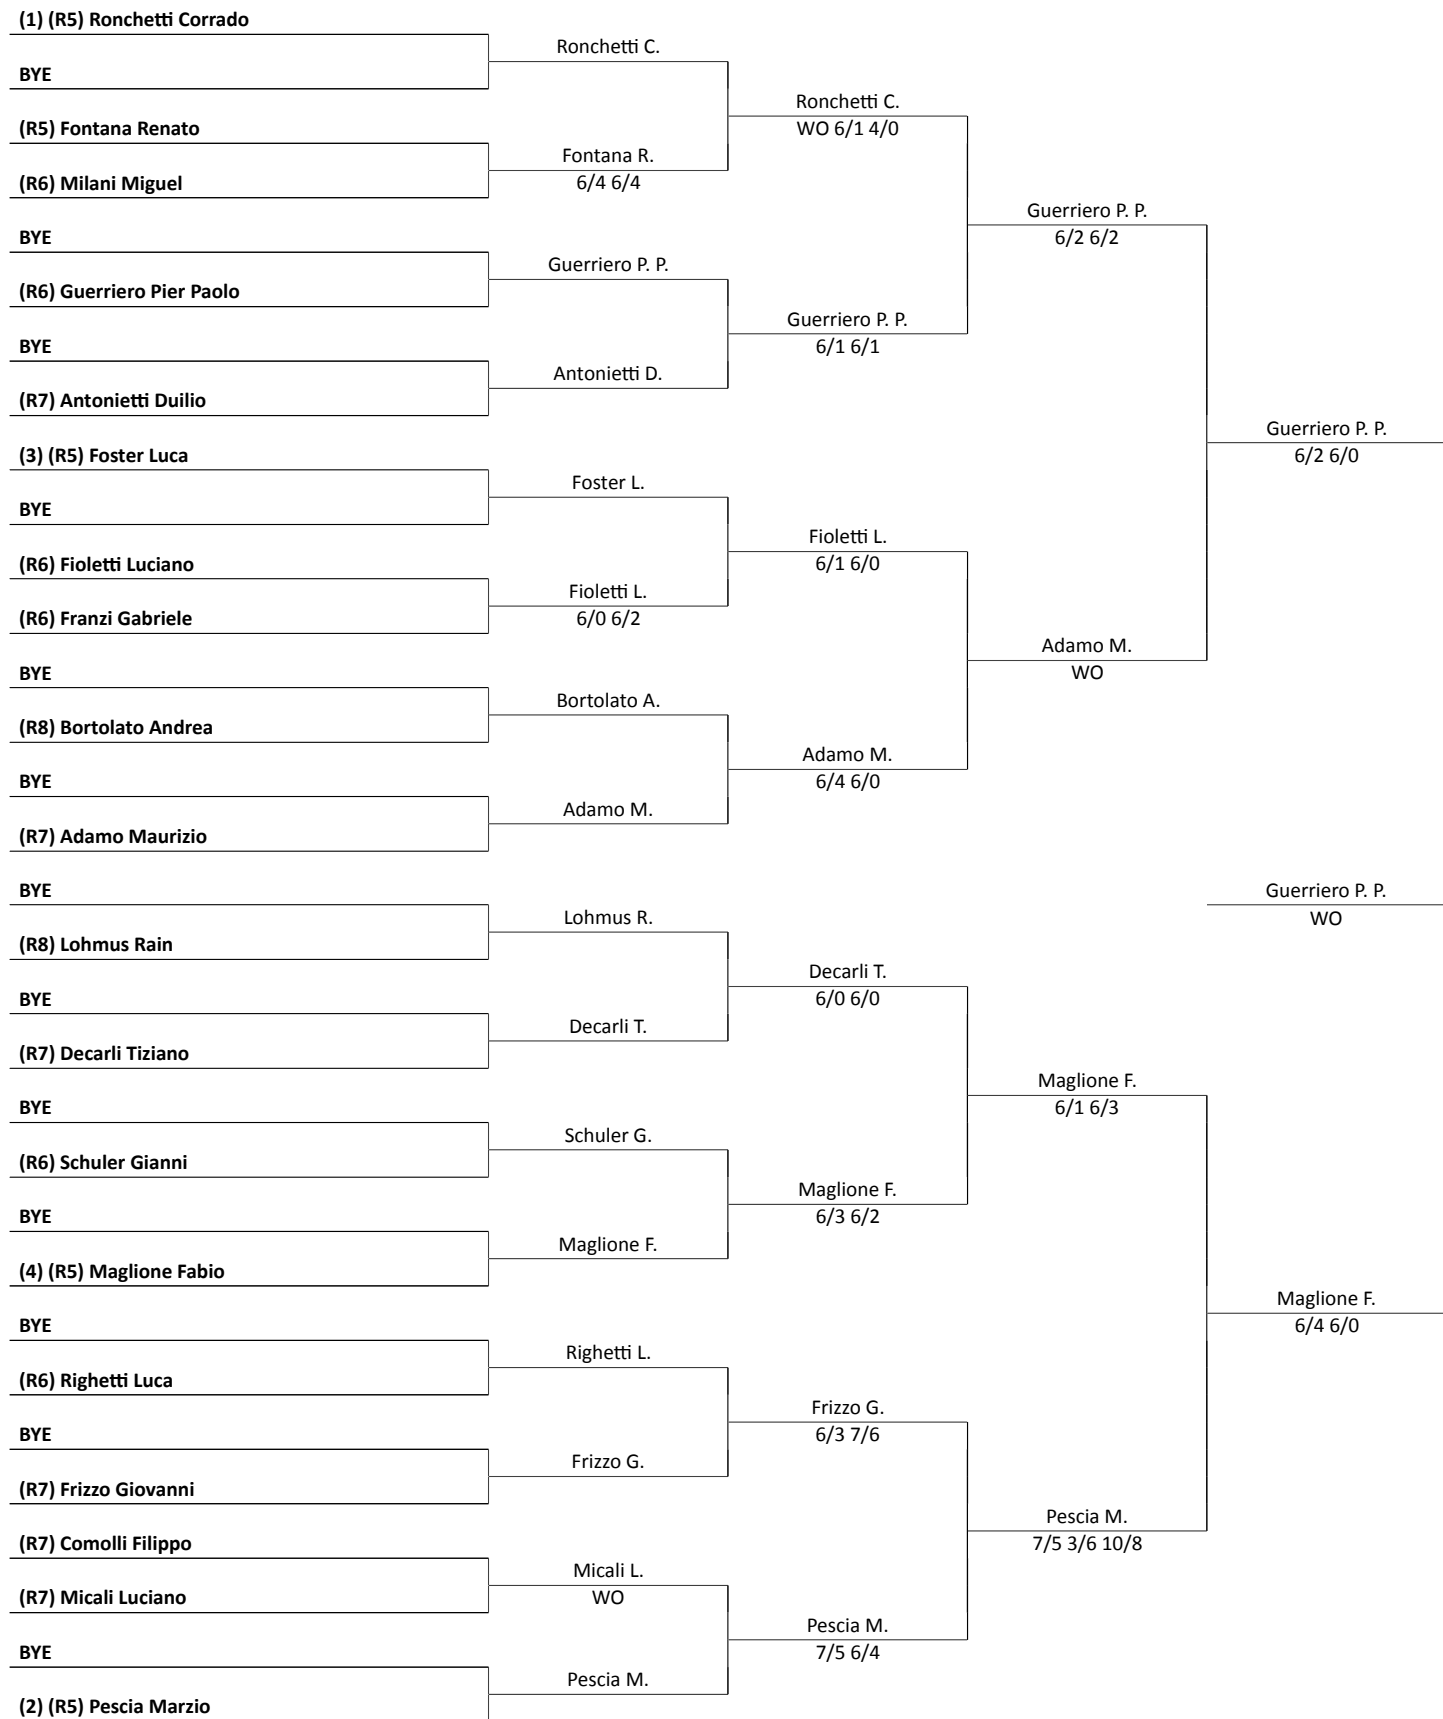 (1) (R5) Ronchetti Corrado
Ronchetti C.
BYE
Ronchetti C.
WO 6/1 4/0
(R5) Fontana Renato
Fontana R.
6/4 6/4
(R6) Milani Miguel
Guerriero P. P.
6/2 6/2
BYE
Guerriero P. P.
(R6) Guerriero Pier Paolo
Guerriero P. P.
6/1 6/1
BYE
Antonietti D.
(R7) Antonietti Duilio
Guerriero P. P.
6/2 6/0
(3) (R5) Foster Luca
Foster L.
BYE
Fioletti L.
6/1 6/0
(R6) Fioletti Luciano
Fioletti L.
6/0 6/2
(R6) Franzi Gabriele
Adamo M.
WO
BYE
Bortolato A.
(R8) Bortolato Andrea
Adamo M.
6/4 6/0
BYE
Adamo M.
(R7) Adamo Maurizio
BYE
Guerriero P. P.
WO
Lohmus R.
(R8) Lohmus Rain
Decarli T.
6/0 6/0
BYE
Decarli T.
(R7) Decarli Tiziano
Maglione F.
6/1 6/3
BYE
Schuler G.
(R6) Schuler Gianni
Maglione F.
6/3 6/2
BYE
Maglione F.
(4) (R5) Maglione Fabio
Maglione F.
6/4 6/0
BYE
Righetti L.
(R6) Righetti Luca
Frizzo G.
6/3 7/6
BYE
Frizzo G.
(R7) Frizzo Giovanni
Pescia M.
7/5 3/6 10/8
(R7) Comolli Filippo
Micali L.
WO
(R7) Micali Luciano
Pescia M.
7/5 6/4
BYE
Pescia M.
(2) (R5) Pescia Marzio